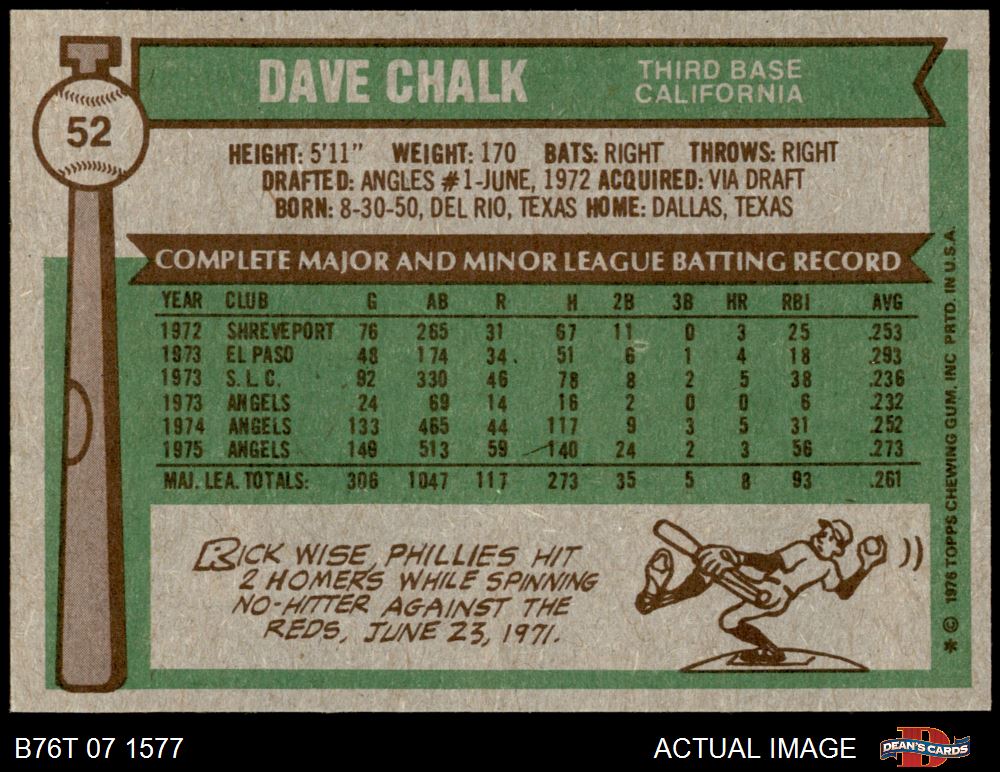 52
DAVE CHALK
THIRD BASE
CALIFORNIA
HEIGHT: 5'11" WEIGHT: 170 BATS: RIGHT THROWS: RIGHT
DRAFTED: ANGLES #1-JUNE, 1972 ACQUIRED: VIA DRAFT
BORN: 8-30-50, DEL RIO, TEXAS HOME: DALLAS, TEXAS
COMPLETE MAJOR AND MINOR LEAGUE BATTING RECORD
YEAR CLUB G AB R H 2B 3B HR RBI AVG
1972 SHREVEPORT 76 265 31 67 11 0 3 25 .253
1973 EL PASO 48 174 34 51 6 1 4 18 .293
1973 S.L.C. 92 330 46 78 8 2 5 38 .236
1973 ANGELS 24 69 14 16 2 0 0 6 .232
1974 ANGELS 133 465 44 117 9 3 5 31 .252
1975 ANGELS 149 513 59 140 24 2 3 56 .273
MAJ. LEA. TOTALS: 306 1047 117 273 35 5 8 93 .261
RICK WISE, PHILLIES HIT
2 HOMERS WHILE SPINNING
NO-HITTER AGAINST THE
REDS, JUNE 23, 1971.
* © 1976 TOPPS CHEWING GUM, INC PRTD. IN U.S.A.
B76T 07 1577
ACTUAL IMAGE
DEAN'S CARDS